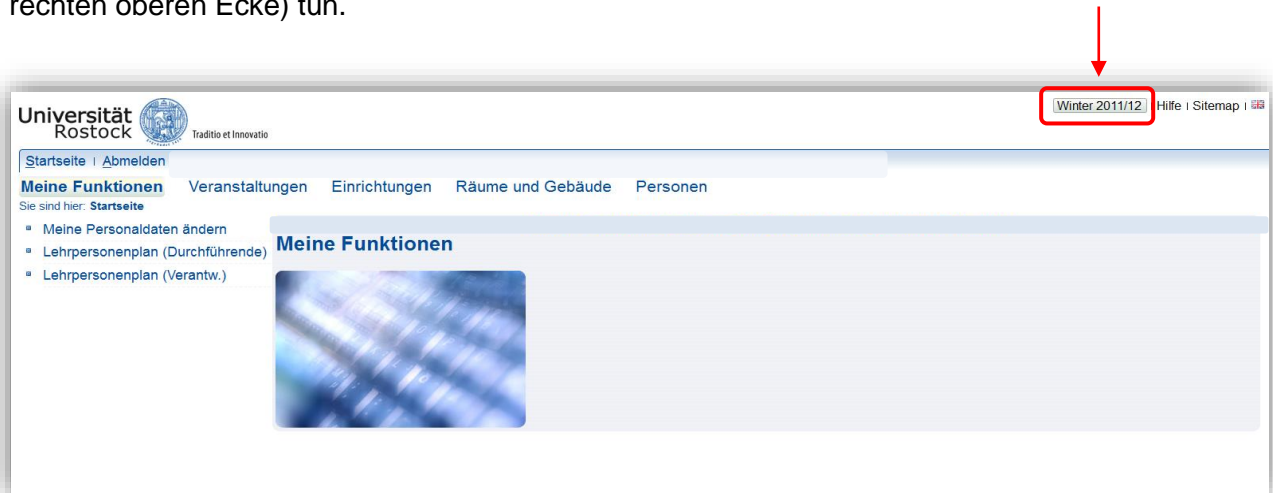 rechten oberen Ecke) tun.
Winter 2011/12 Hilfe | Sitemap |
Universität
Rostock
Traditio et Innovatio
Startseite | Abmelden
Meine Funktionen Veranstaltungen Einrichtungen Räume und Gebäude Personen
Sie sind hier: Startseite
Meine Personaldaten ändern
Lehrpersonenplan (Durchführende)
Lehrpersonenplan (Verantw.)
Meine Funktionen